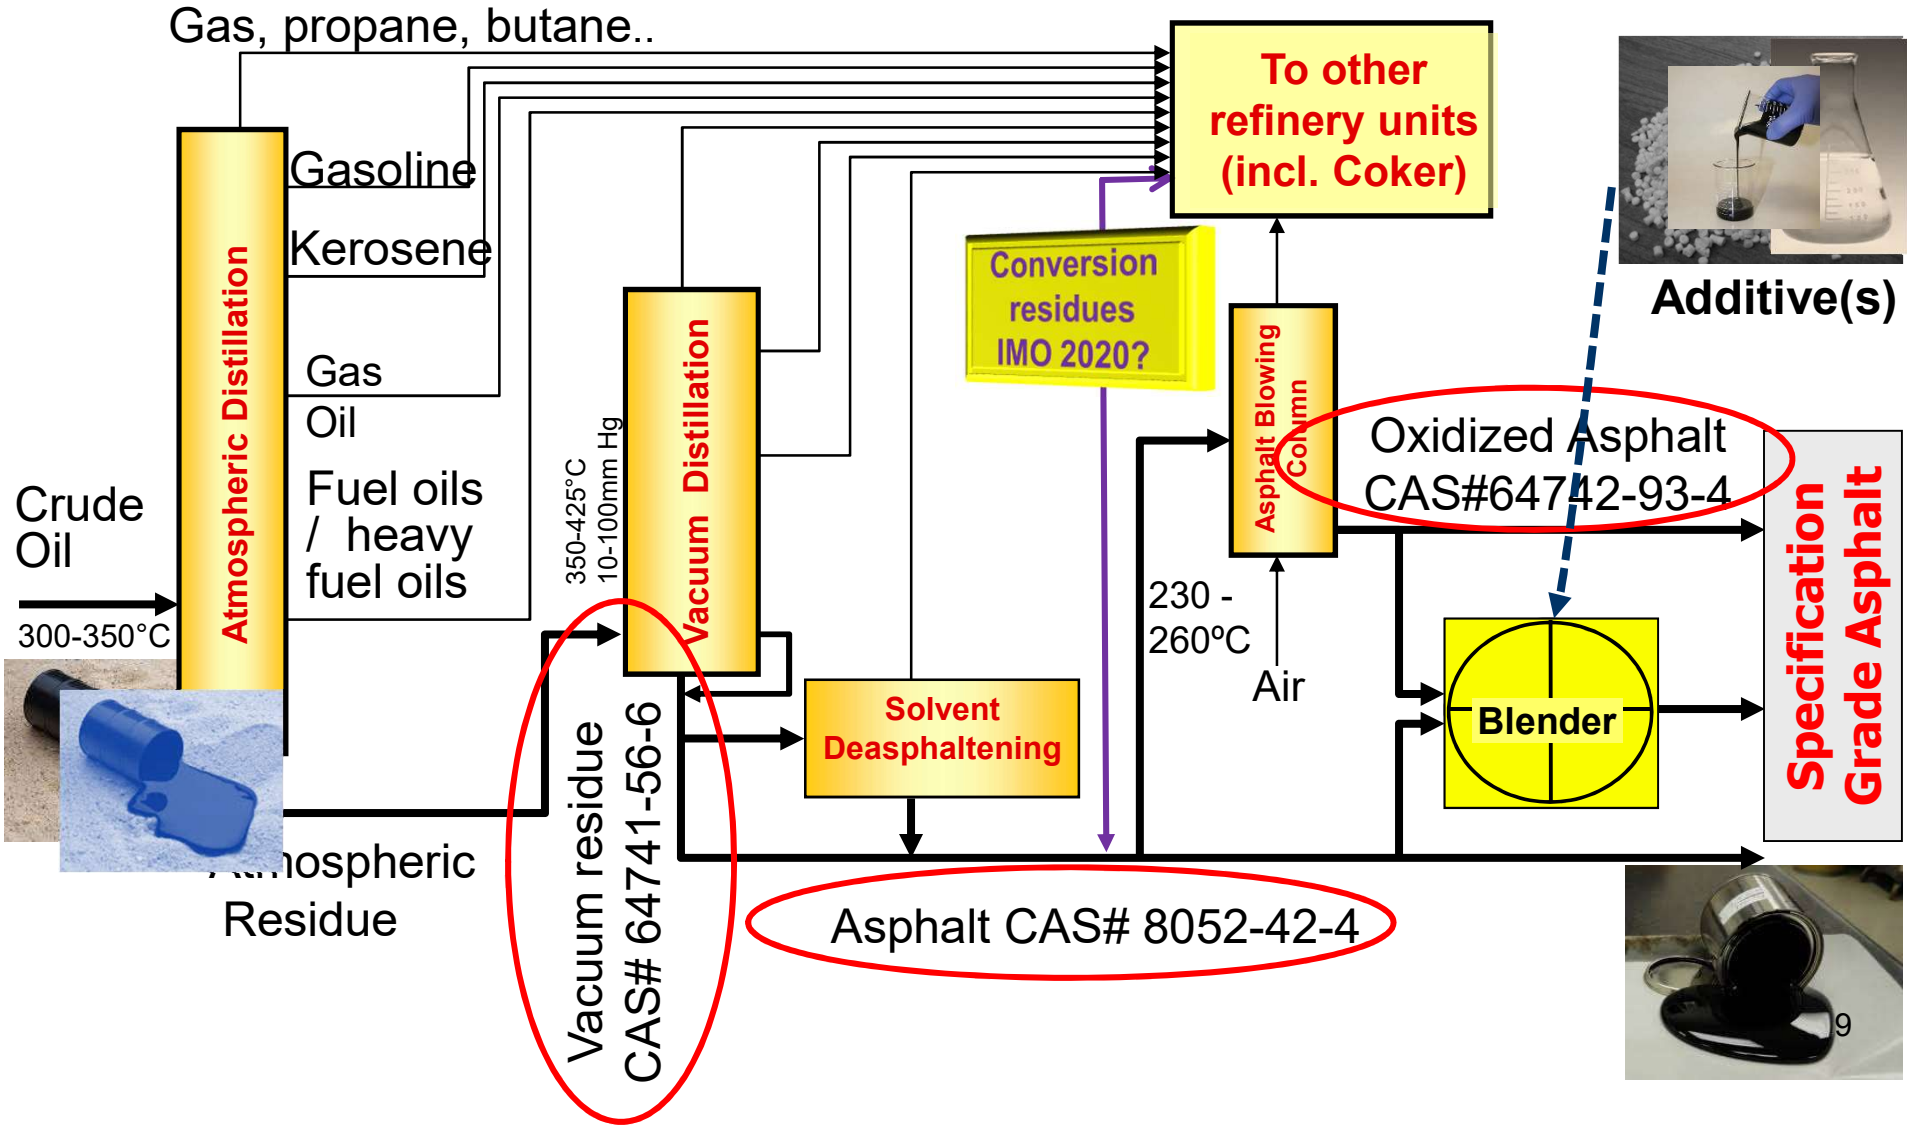 Gas, propane, butane..
To other
refinery units
(incl. Coker)
Gasoline
Kerosene
Gas
Oil
Fuel oils
/ heavy
fuel oils
Atmospheric Distillation
Crude
Oil
300-350°C
Atmospheric
Residue
350-425°C
10-100mm Hg
Vacuum Distillation
Vacuum residue
CAS# 64741-56-6
Solvent
Deasphaltening
Conversion
residues
IMO 2020?
Asphalt Blowing
Column
230 -
260ºC
Air
Asphalt CAS# 8052-42-4
Oxidized Asphalt
CAS#64742-93-4
Additive(s)
Blender
Specification
Grade Asphalt
9